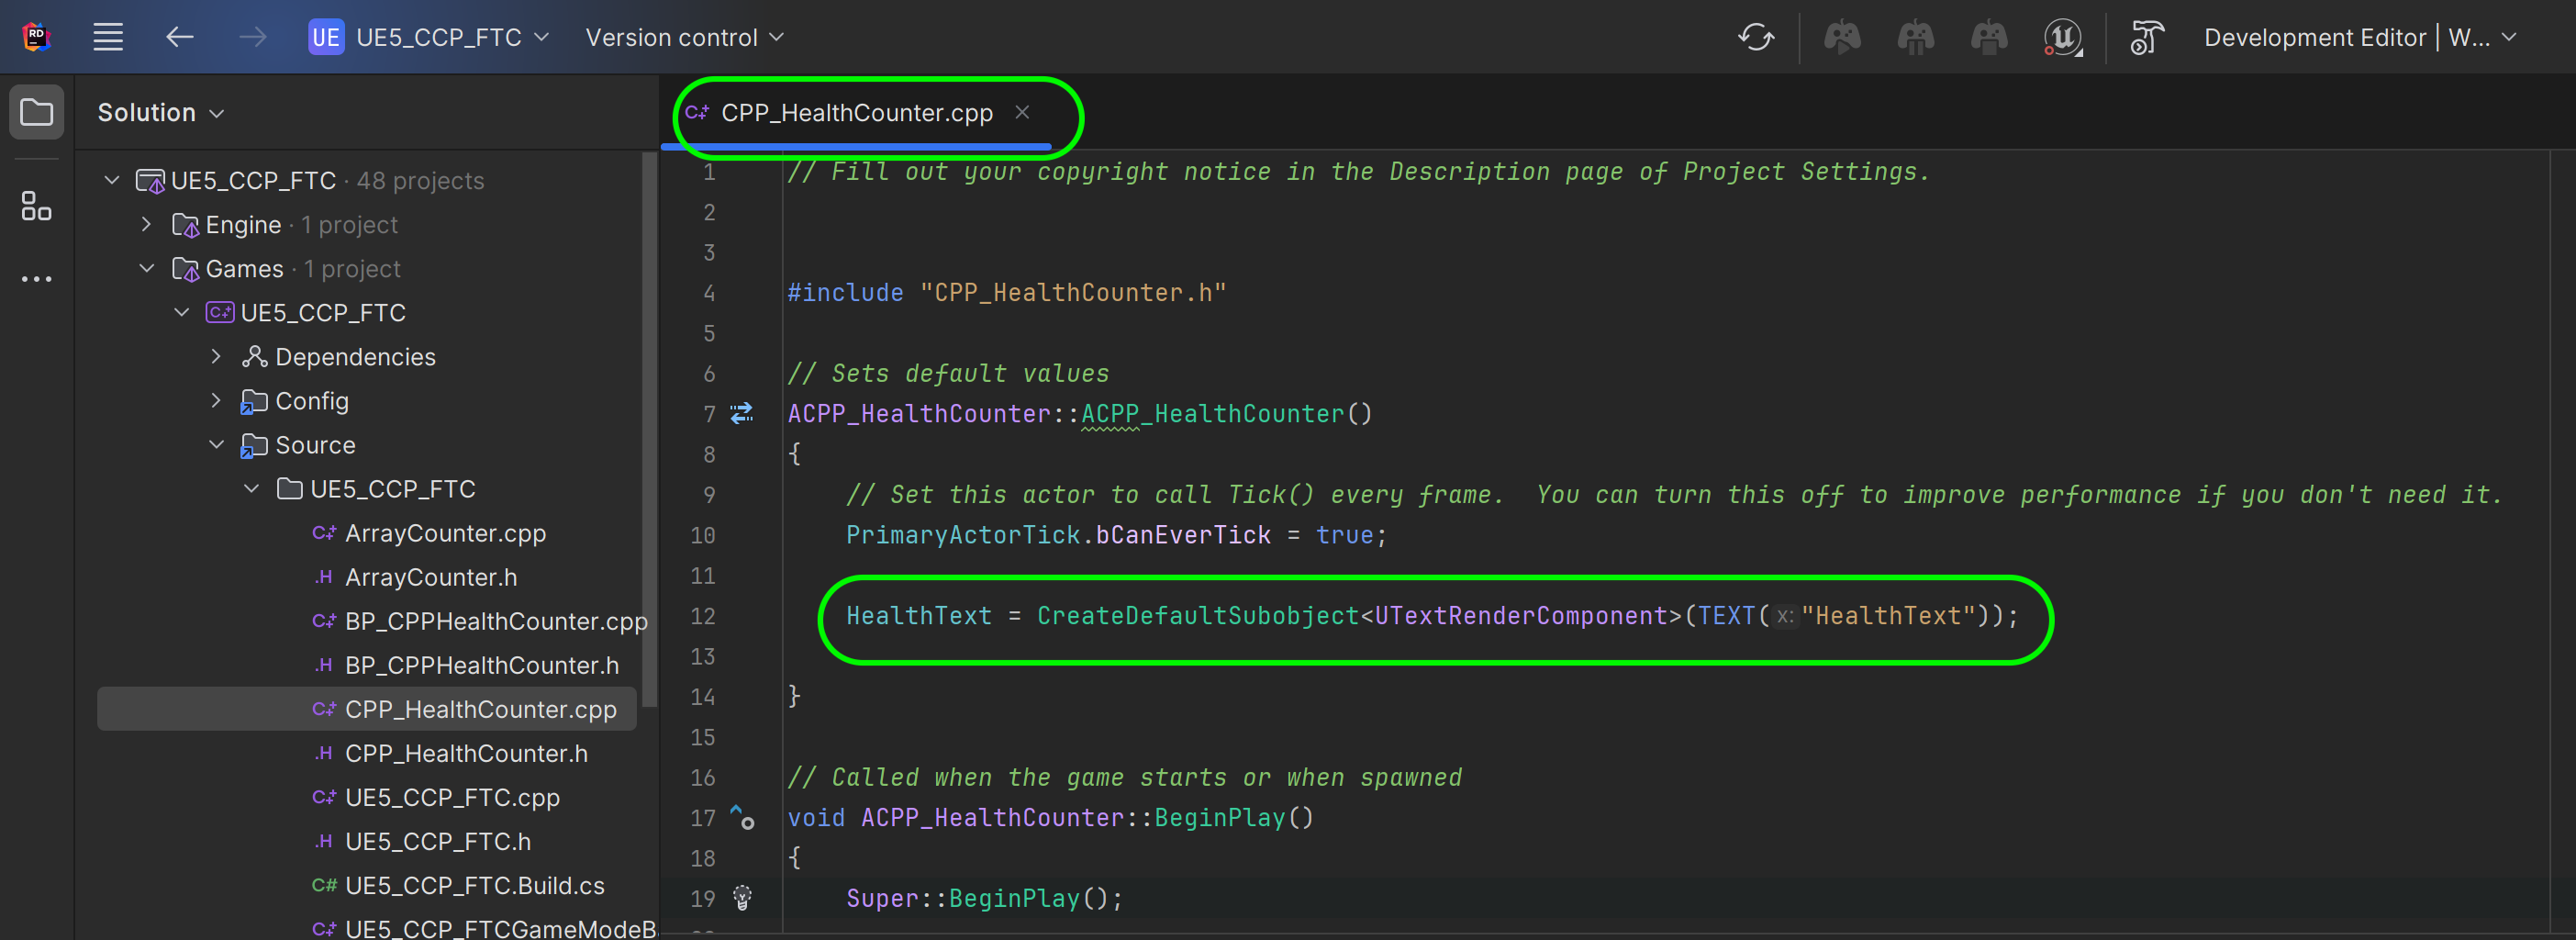 RD
UE UE5_CCP_FTC Version control Development Editor | W...
Solution
CPP_HealthCounter.cpp
UE5_CCP_FTC · 48 projects
Engine · 1 project
Games · 1 project
UE5_CCP_FTC
Dependencies
Config
Source
UE5_CCP_FTC
C+ ArrayCounter.cpp
.H ArrayCounter.h
C+ BP_CPPHealthCounter.cpp
.H BP_CPPHealthCounter.h
C+ CPP_HealthCounter.cpp
.H CPP_HealthCounter.h
C+ UE5_CCP_FTC.cpp
.H UE5_CCP_FTC.h
C# UE5_CCP_FTC.Build.cs
C+ UE5_CCP_FTCGameModeB
1 // Fill out your copyright notice in the Description page of Project Settings.
2
3
4 #include "CPP_HealthCounter.h"
5
6 // Sets default values
7 ACPP_HealthCounter::ACPP_HealthCounter()
8 {
9 // Set this actor to call Tick() every frame.  You can turn this off to improve performance if you don't need it.
10 PrimaryActorTick.bCanEverTick = true;
11
12 HealthText = CreateDefaultSubobject<UTextRenderComponent>(TEXT(x:"HealthText"));
13
14 }
15
16 // Called when the game starts or when spawned
17 void ACPP_HealthCounter::BeginPlay()
18 {
19 Super::BeginPlay();